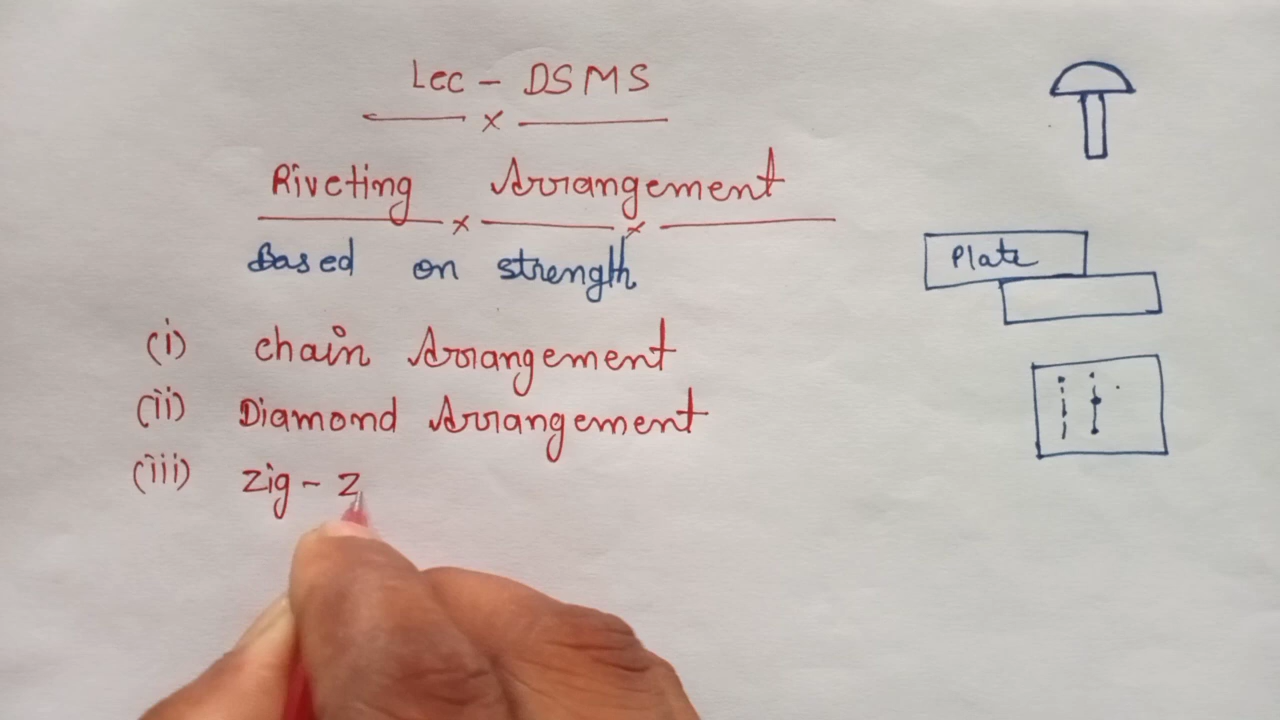 Lec - DSMS
Riveting Arrangement
Based on strength
(i) chain Arrangement
(ii) Diamond Arrangement
(iii) zig - z
Plate